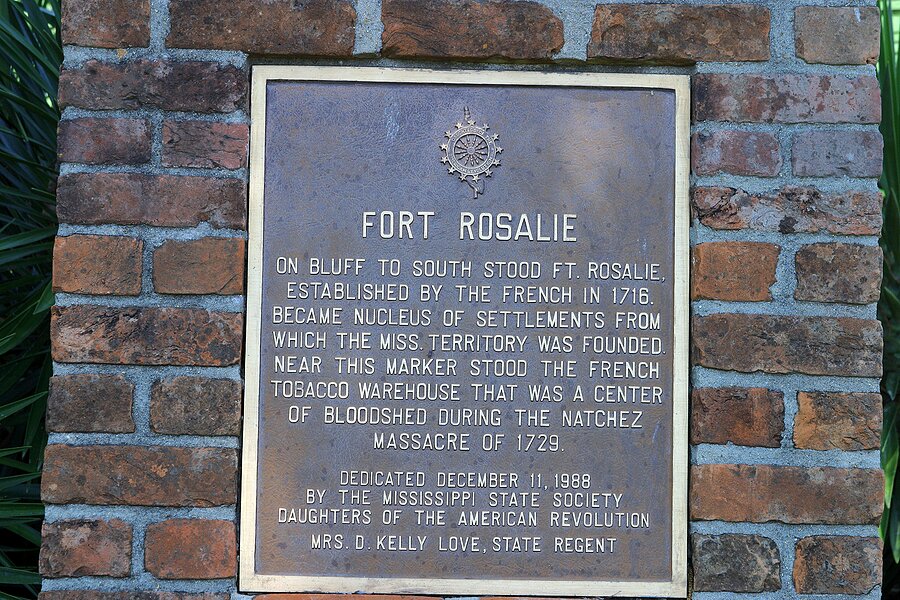 FORT ROSALIE
ON BLUFF TO SOUTH STOOD FT. ROSALIE,
ESTABLISHED BY THE FRENCH IN 1716.
BECAME NUCLEUS OF SETTLEMENTS FROM
WHICH THE MISS. TERRITORY WAS FOUNDED.
NEAR THIS MARKER STOOD THE FRENCH
TOBACCO WAREHOUSE THAT WAS A CENTER
OF BLOODSHED DURING THE NATCHEZ
MASSACRE OF 1729.
DEDICATED DECEMBER 11, 1988
BY THE MISSISSIPPI STATE SOCIETY
DAUGHTERS OF THE AMERICAN REVOLUTION
MRS. D. KELLY LOVE, STATE REGENT